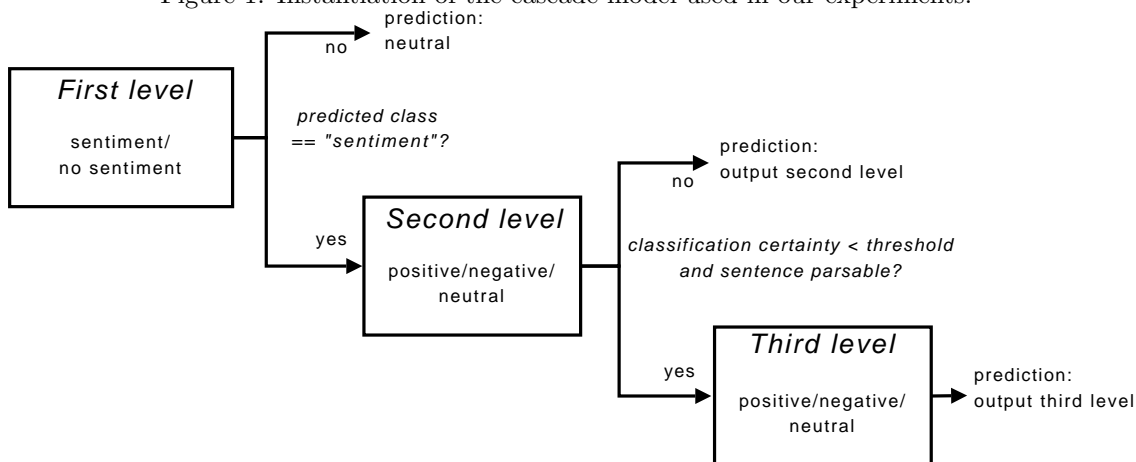 Figure 1: Instantiation of the cascade model used in our experiments.
prediction:
neutral
no
First level
sentiment/
no sentiment
predicted class
== "sentiment"?
prediction:
output second level
no
yes
Second level
positive/negative/
neutral
classification certainty < threshold
and sentence parsable?
yes
Third level
positive/negative/
neutral
prediction:
output third level